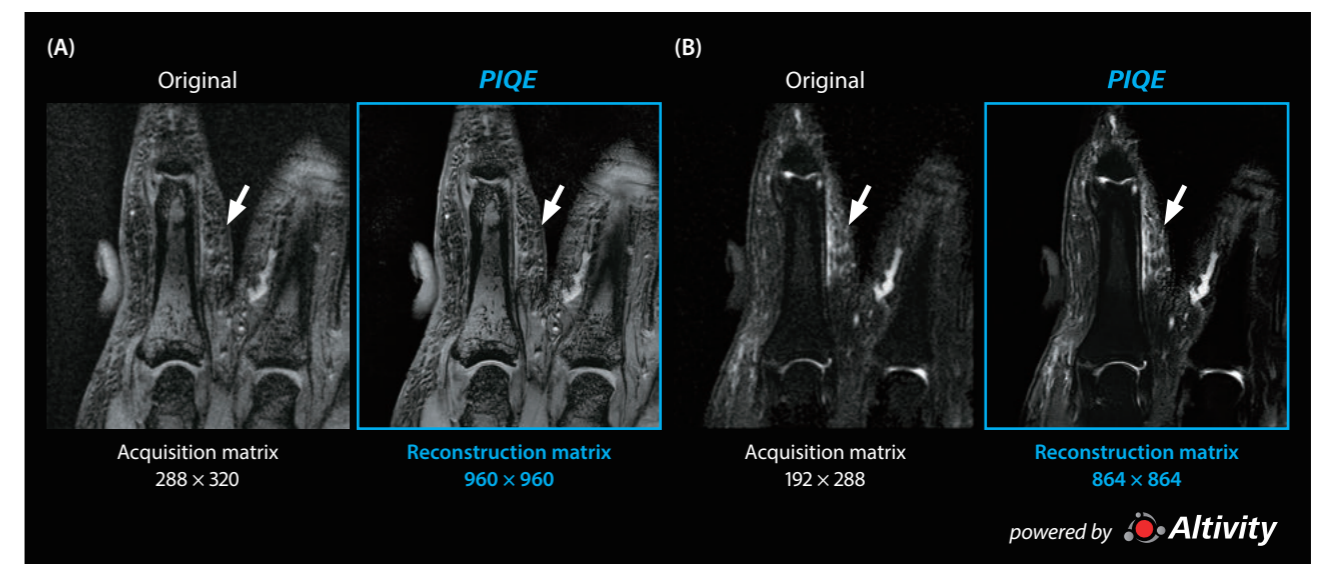 (A)
Original
PIQE
Acquisition matrix
288 × 320
Reconstruction matrix
960 × 960
(B)
Original
PIQE
Acquisition matrix
192 × 288
Reconstruction matrix
864 × 864
powered by Altivity